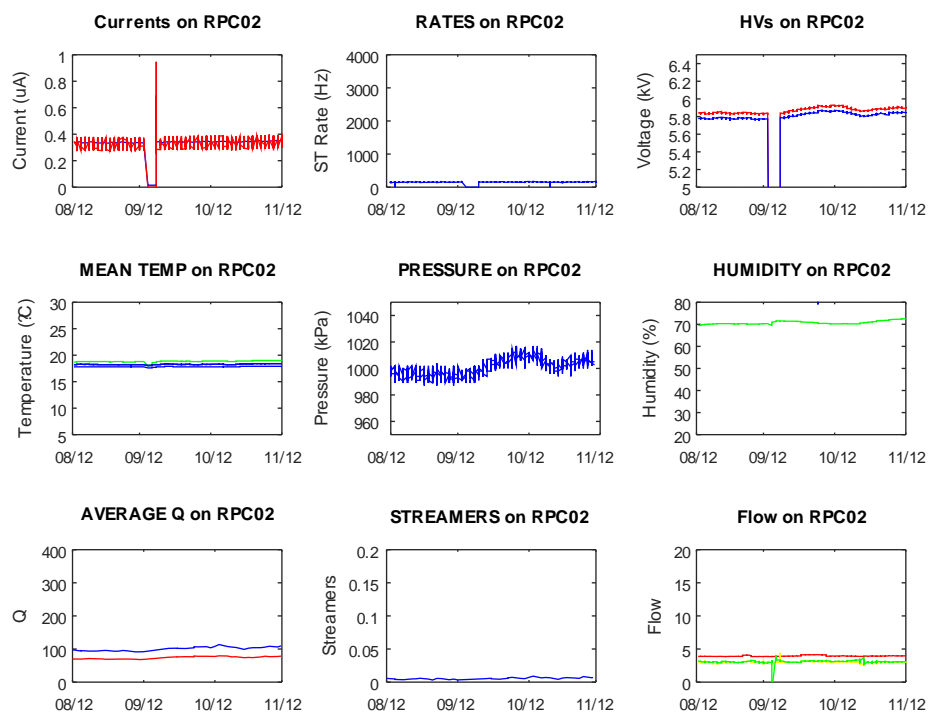 Currents on RPC02
RATES on RPC02
HVs on RPC02
Current (uA)
1
0.8
0.6
0.4
0.2
0
08/12 09/12 10/12 11/12
ST Rate (Hz)
4000
3000
2000
1000
0
08/12 09/12 10/12 11/12
Voltage (kV)
6.4
6.2
6
5.8
5.6
5.4
5.2
5
08/12 09/12 10/12 11/12
MEAN TEMP on RPC02
PRESSURE on RPC02
HUMIDITY on RPC02
Temperature (?C)
30
25
20
15
10
5
08/12 09/12 10/12 11/12
Pressure (kPa)
1040
1020
1000
980
960
08/12 09/12 10/12 11/12
Humidity (%)
80
70
60
50
40
30
20
08/12 09/12 10/12 11/12
AVERAGE Q on RPC02
STREAMERS on RPC02
Flow on RPC02
Q
400
300
200
100
0
08/12 09/12 10/12 11/12
Streamers
0.2
0.15
0.1
0.05
0
08/12 09/12 10/12 11/12
Flow
20
15
10
5
0
08/12 09/12 10/12 11/12